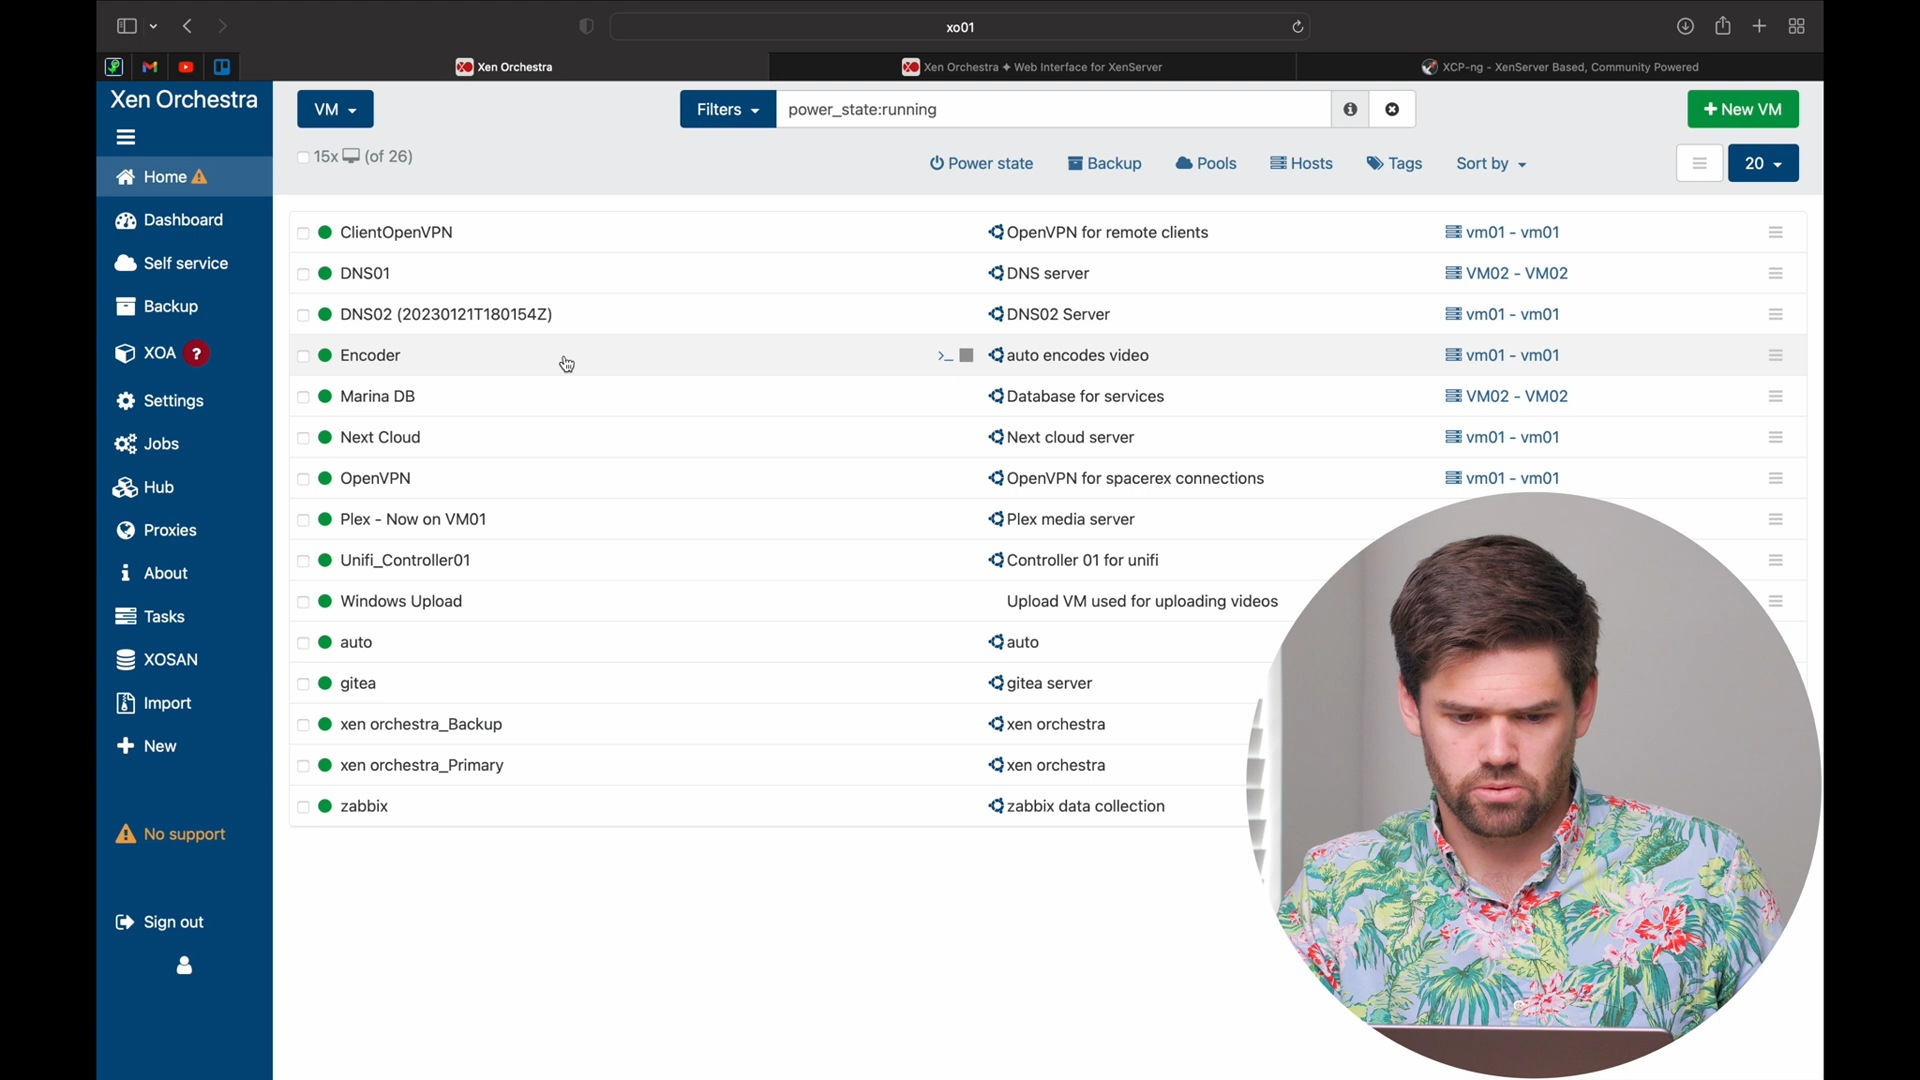 xo01
Xen Orchestra
Xen Orchestra ✦ Web Interface for XenServer
XCP-ng - XenServer Based, Community Powered
Xen Orchestra
VM
Filters
power_state:running
+ New VM
15x (of 26)
Power state
Backup
Pools
Hosts
Tags
Sort by
20
Home
Dashboard
Self service
Backup
XOA ?
Settings
Jobs
Hub
Proxies
About
Tasks
XOSAN
Import
New
No support
Sign out
ClientOpenVPN OpenVPN for remote clients vm01 - vm01
DNS01 DNS server VM02 - VM02
DNS02 (20230121T180154Z) DNS02 Server vm01 - vm01
Encoder >_ auto encodes video vm01 - vm01
Marina DB Database for services VM02 - VM02
Next Cloud Next cloud server vm01 - vm01
OpenVPN OpenVPN for spacerex connections vm01 - vm01
Plex - Now on VM01 Plex media server
Unifi_Controller01 Controller 01 for unifi
Windows Upload Upload VM used for uploading videos
auto auto
gitea gitea server
xen orchestra_Backup xen orchestra
xen orchestra_Primary xen orchestra
zabbix zabbix data collection